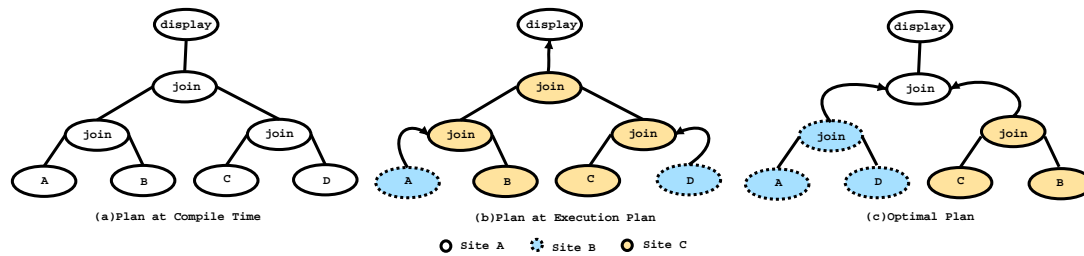 display
join
join
join
A
B
C
D
(a)Plan at Compile Time
display
join
join
join
A
B
C
D
(b)Plan at Execution Plan
display
join
join
join
A
D
C
B
(c)Optimal Plan
Site A
Site B
Site C